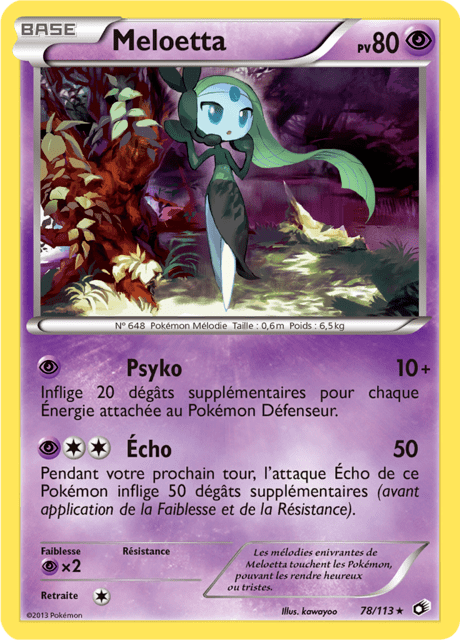 BASE Meloetta PV80
N° 648 Pokémon Mélodie Taille : 0,6m Poids : 6,5kg
Psyko 10+
Inflige 20 dégâts supplémentaires pour chaque
Énergie attachée au Pokémon Défenseur.
Écho 50
Pendant votre prochain tour, l'attaque Écho de ce
Pokémon inflige 50 dégâts supplémentaires (avant
application de la Faiblesse et de la Résistance).
Faiblesse Résistance
×2
Retraite
Les mélodies enivrantes de
Meloetta touchent les Pokémon,
pouvant les rendre heureux
ou tristes.
©2013 Pokémon Illus. kawayoo 78/113 ★